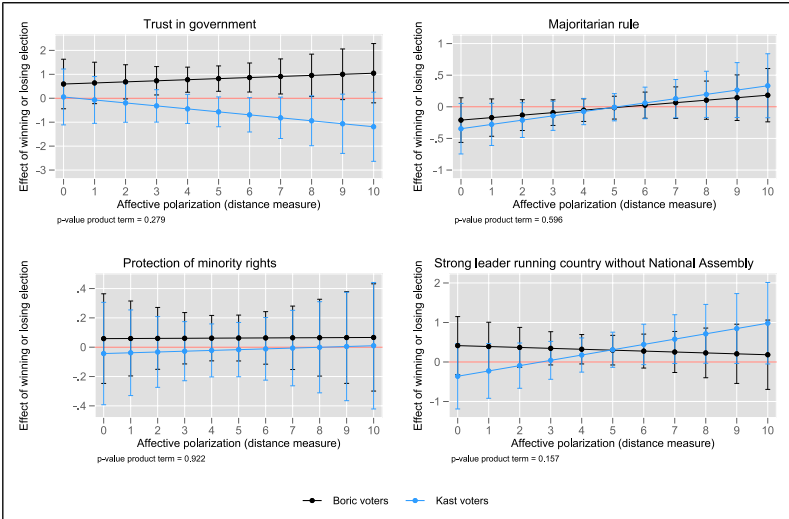 Trust in government
Effect of winning or losing election
2
1
0
-1
-2
-3
0 1 2 3 4 5 6 7 8 9 10
Affective polarization (distance measure)
p-value product term = 0.279
Majoritarian rule
Effect of winning or losing election
1
.5
0
-.5
-1
0 1 2 3 4 5 6 7 8 9 10
Affective polarization (distance measure)
p-value product term = 0.596
Protection of minority rights
Effect of winning or losing election
.4
.2
0
-.2
-.4
0 1 2 3 4 5 6 7 8 9 10
Affective polarization (distance measure)
p-value product term = 0.922
Strong leader running country without National Assembly
Effect of winning or losing election
2
1
0
-1
0 1 2 3 4 5 6 7 8 9 10
Affective polarization (distance measure)
p-value product term = 0.157
Boric voters Kast voters